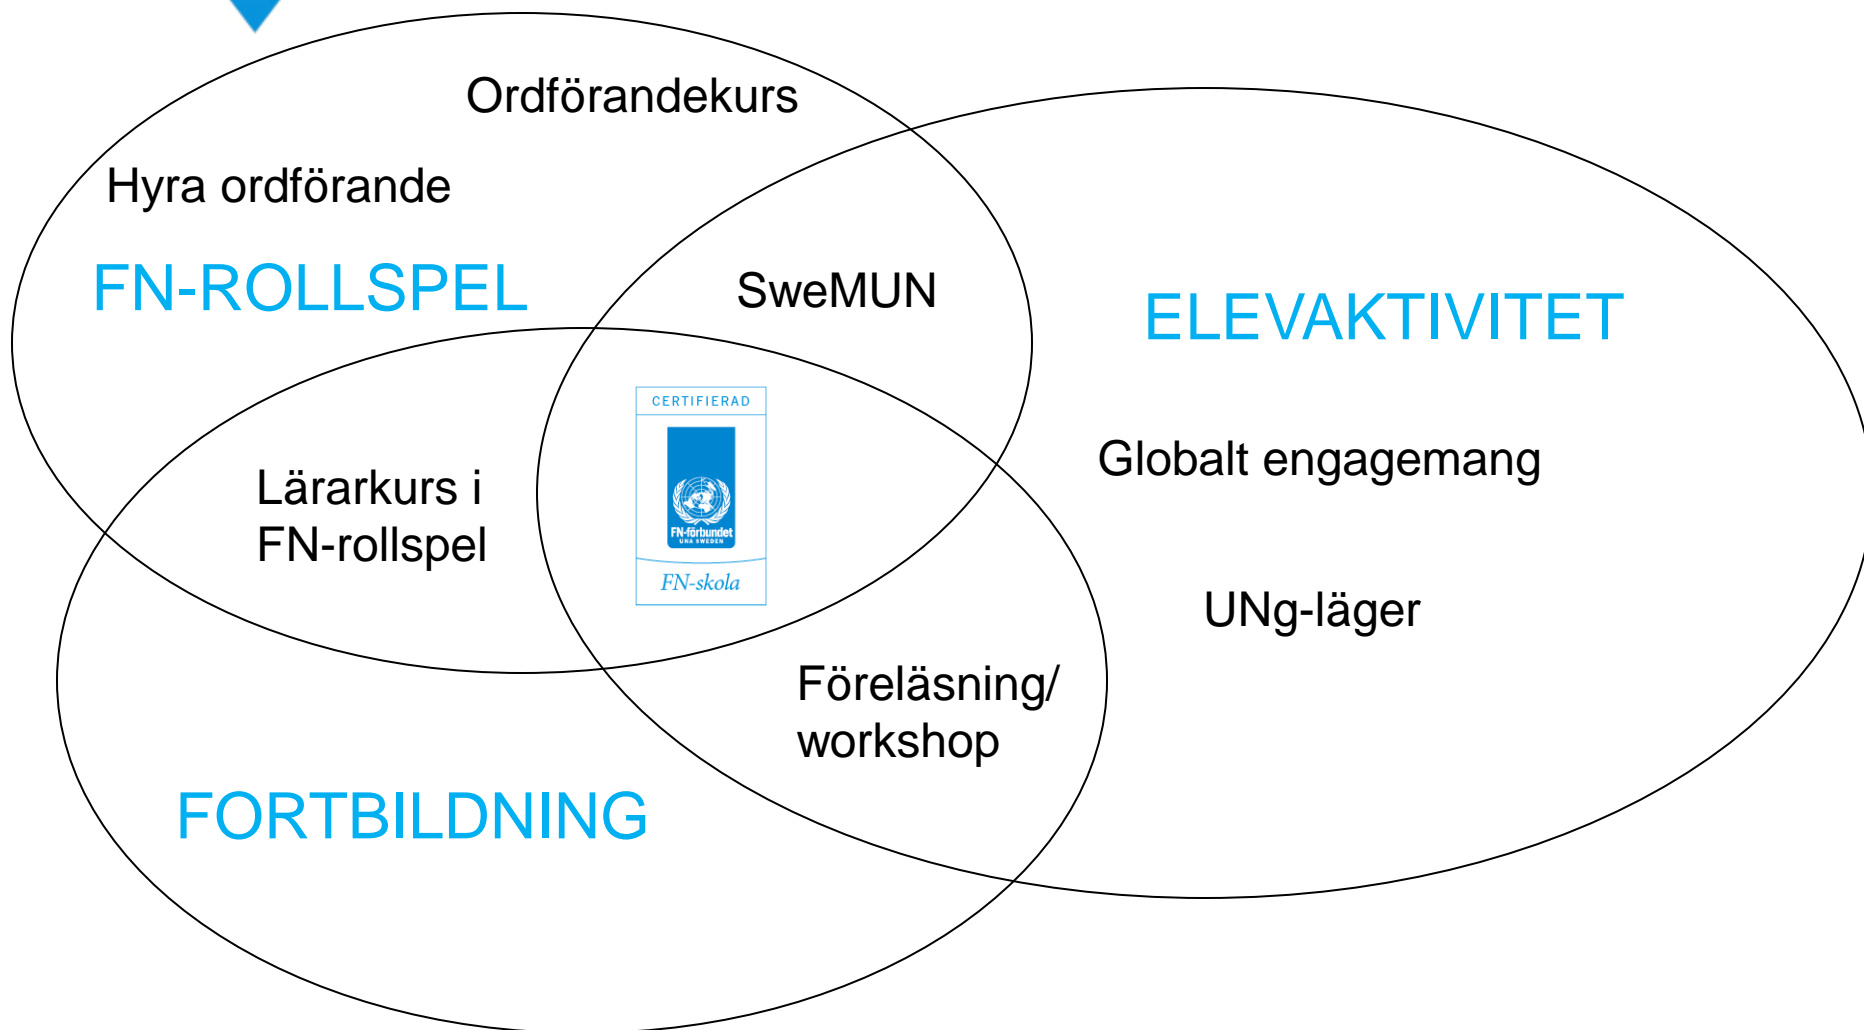 Ordförandekurs
Hyra ordförande
FN-ROLLSPEL
SweMUN
ELEVAKTIVITET
CERTIFIERAD
FN-förbundet
UNA SWEDEN
FN-skola
Lärarkurs i
FN-rollspel
Globalt engagemang
UNg-läger
Föreläsning/
workshop
FORTBILDNING